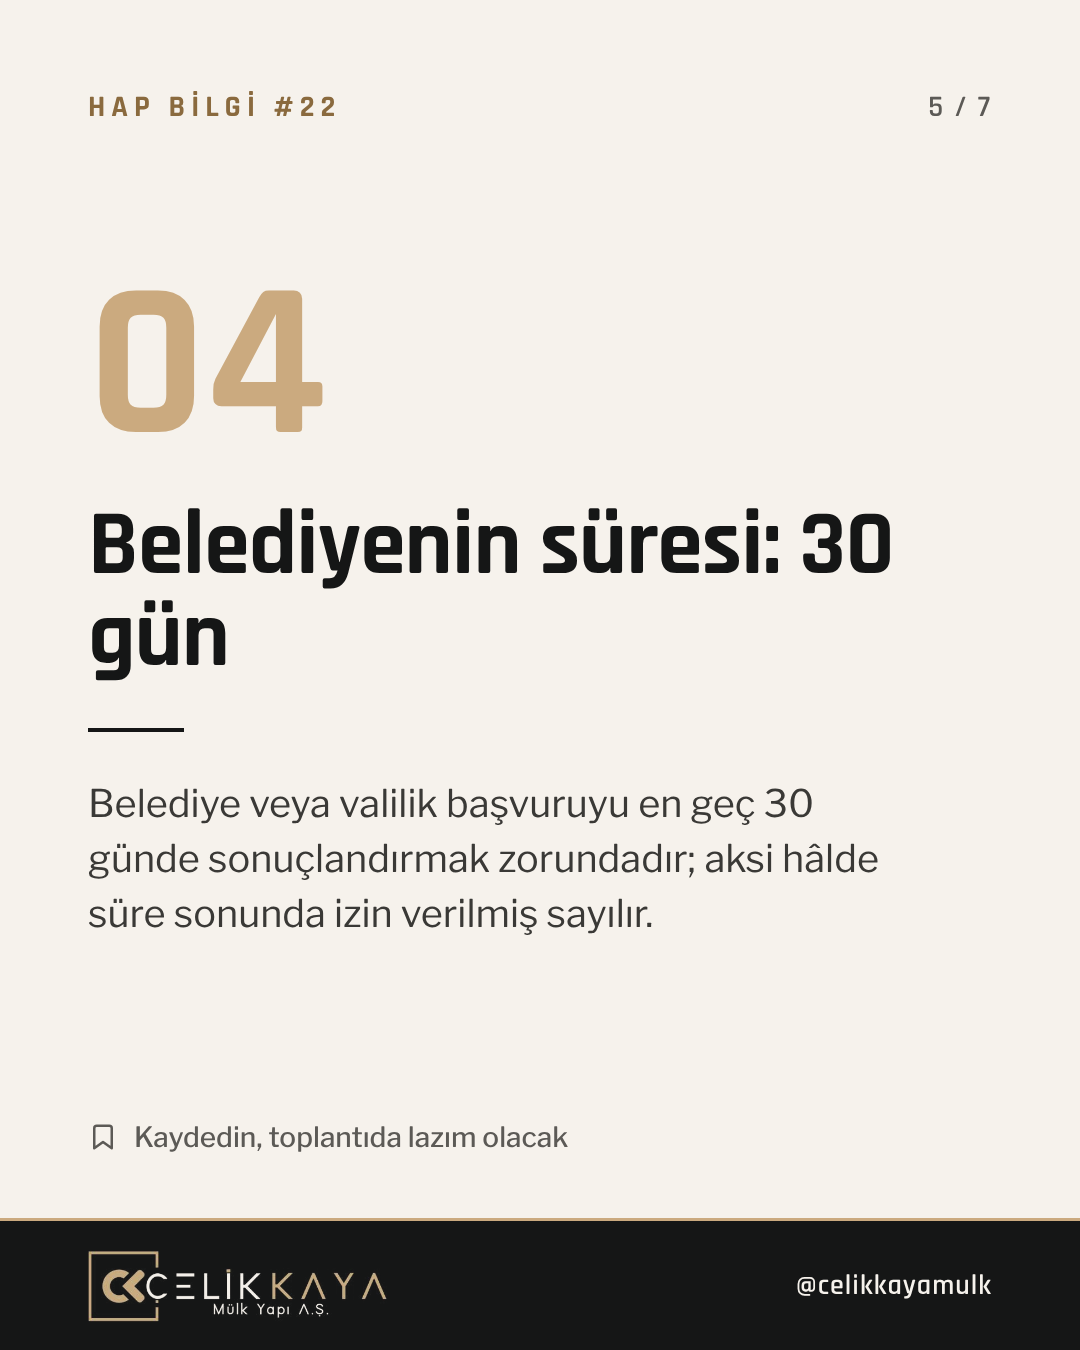 HAP BİLGİ #22
5 / 7
04
Belediyenin süresi: 30
gün
Belediye veya valilik başvuruyu en geç 30
günde sonuçlandırmak zorundadır; aksi hâlde
süre sonunda izin verilmiş sayılır.
Kaydedin, toplantıda lazım olacak
ÇELİKKAYA
Mülk Yapı A.Ş.
@celikkayamulk